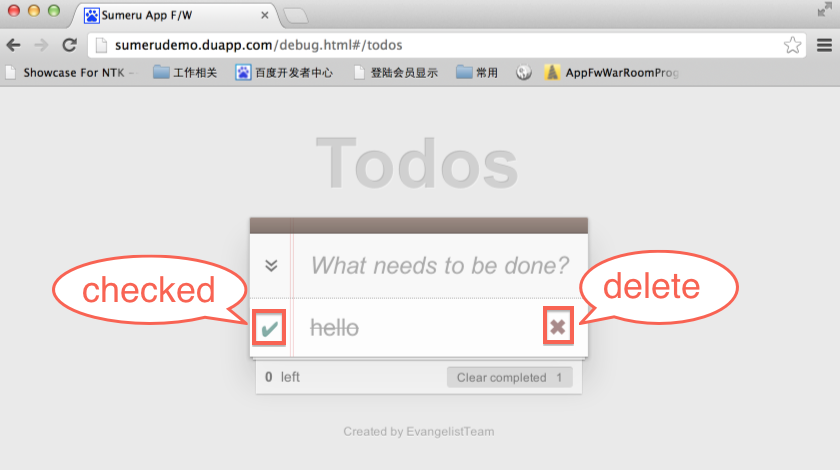 Sumeru App F/W
sumerudemo.duapp.com/debug.html#/todos
Showcase For NTK
工作相关
百度开发者中心
登陆会员显示
常用
AppFwWarRoomProg
Todos
What needs to be done?
checked
delete
hello
0 left
Clear completed 1
Created by EvangelistTeam